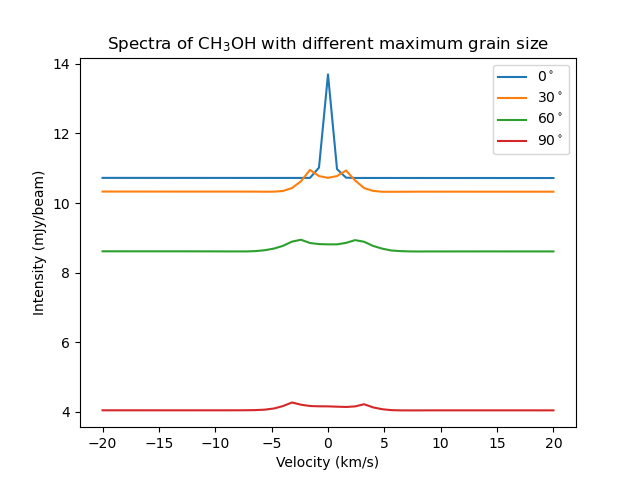 Spectra of CH₃OH with different maximum grain size
Intensity (mJy/beam)
14
12
10
8
6
4
0°
30°
60°
90°
−20 −15 −10 −5 0 5 10 15 20
Velocity (km/s)